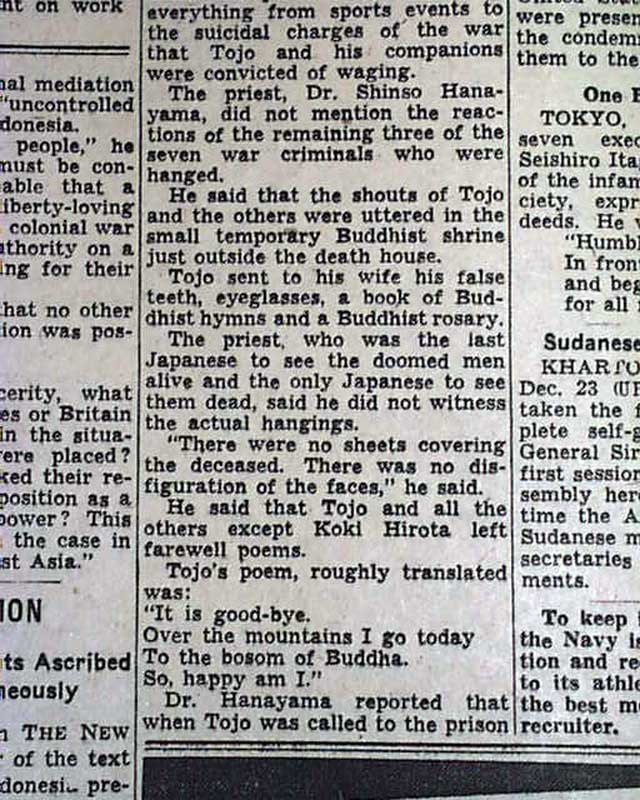 nt on work
nal mediation
"uncontrolled
donesia.
people," he
must be con-
able that a
liberty-loving
colonial war
uthority on a
ing for their
hat no other
ion was pos-
cerity, what
es or Britain
in the situa-
ere placed?
ked their re-
position as a
power? This
the case in
st Asia."
ION
ts Ascribed
neously
THE NEW
r of the text
donesi. pre-
everything from sports events to
the suicidal charges of the war
that Tojo and his companions
were convicted of waging.
The priest, Dr. Shinso Hana-
yama, did not mention the reac-
tions of the remaining three of the
seven war criminals who were
hanged.
He said that the shouts of Tojo
and the others were uttered in the
small temporary Buddhist shrine
just outside the death house.
Tojo sent to his wife his false
teeth, eyeglasses, a book of Bud-
dhist hymns and a Buddhist rosary.
The priest, who was the last
Japanese to see the doomed men
alive and the only Japanese to see
them dead, said he did not witness
the actual hangings.
"There were no sheets covering
the deceased. There was no dis-
figuration of the faces," he said.
He said that Tojo and all the
others except Koki Hirota left
farewell poems.
Tojo's poem, roughly translated
was:
"It is good-bye.
Over the mountains I go today
To the bosom of Buddha.
So, happy am I."
Dr. Hanayama reported that
when Tojo was called to the prison
were presen
the condemn
them to the
One
TOKYO,
seven exec
Seishiro Ita
of the infam
ciety, expr
deeds. He
"Humbl
In fron
and beg
for all
Sudanese
KHARTO
Dec. 23 (UP
taken the
plete self-g
General Sir
first session
sembly her
time the A
Sudanese m
secretaries
ments.
To keep
the Navy is
tion and re
to its athle
the best m
recruiter.